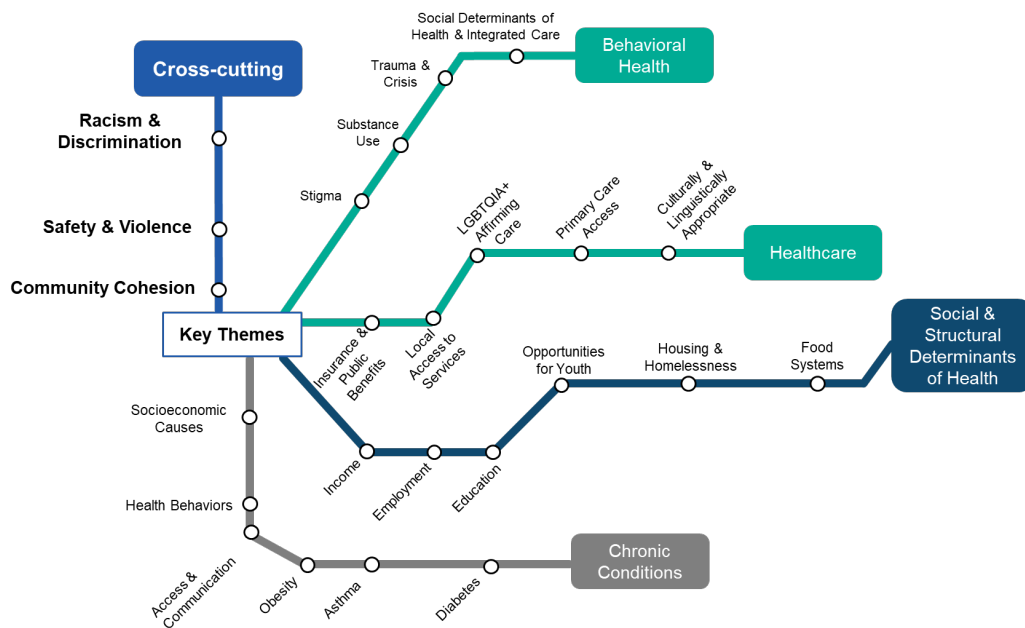 Cross-cutting
Racism &
Discrimination
Safety & Violence
Community Cohesion
Key Themes
Social Determinants of
Health & Integrated Care
Trauma &
Crisis
Substance
Use
Stigma
Behavioral
Health
Insurance &
Public
Benefits
Local
Access to
Services
LGBTQIA+
Affirming
Care
Primary Care
Access
Culturally &
Linguistically
Appropriate
Healthcare
Income
Employment
Education
Opportunities
for Youth
Housing &
Homelessness
Food
Systems
Social &
Structural
Determinants
of Health
Socioeconomic
Causes
Health Behaviors
Access &
Communication
Obesity
Asthma
Diabetes
Chronic
Conditions